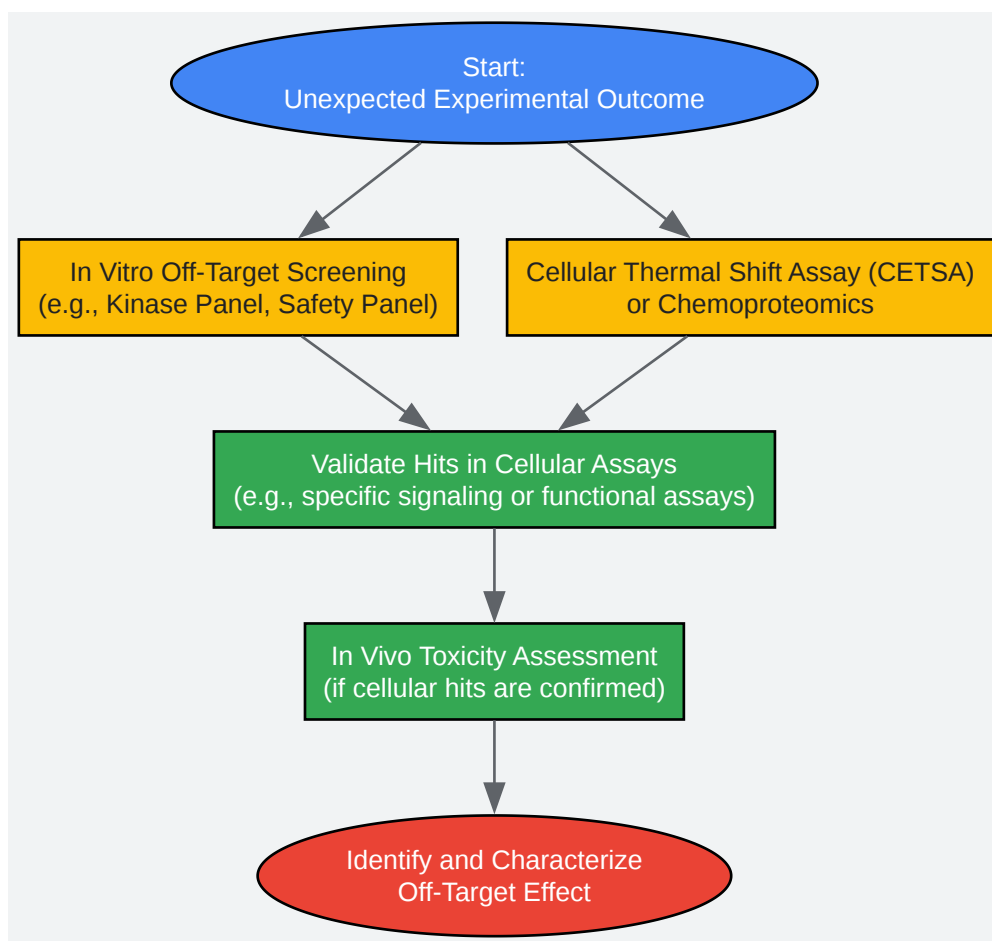 Start:
Unexpected Experimental Outcome
In Vitro Off-Target Screening
(e.g., Kinase Panel, Safety Panel)
Cellular Thermal Shift Assay (CETSA)
or Chemoproteomics
Validate Hits in Cellular Assays
(e.g., specific signaling or functional assays)
In Vivo Toxicity Assessment
(if cellular hits are confirmed)
Identify and Characterize
Off-Target Effect